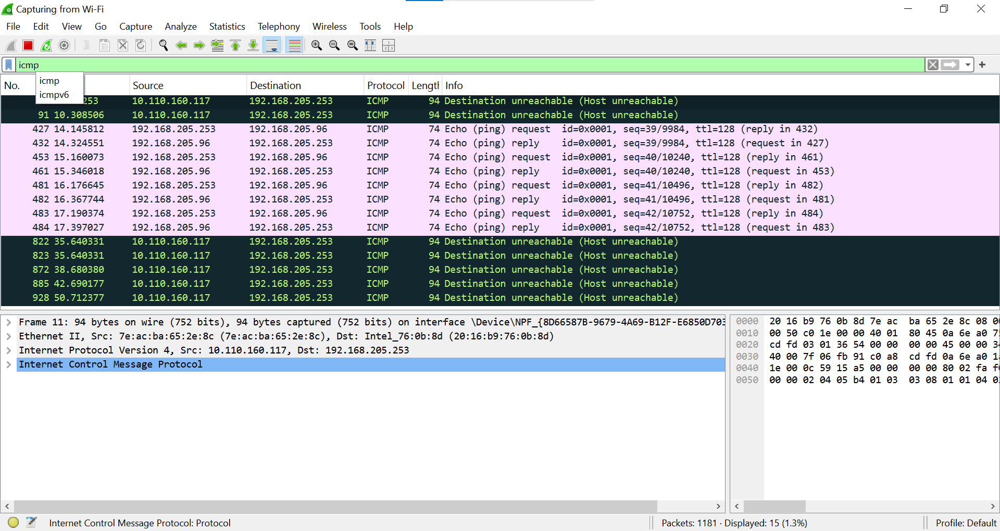 Capturing from Wi-Fi
File Edit View Go Capture Analyze Statistics Telephony Wireless Tools Help
icmp
icmp
icmpv6
No. Source Destination Protocol Length Info
253 10.110.160.117 192.168.205.253 ICMP 94 Destination unreachable (Host unreachable)
91 10.308506 10.110.160.117 192.168.205.253 ICMP 94 Destination unreachable (Host unreachable)
427 14.145812 192.168.205.253 192.168.205.96 ICMP 74 Echo (ping) request id=0x0001, seq=39/9984, ttl=128 (reply in 432)
432 14.324551 192.168.205.96 192.168.205.253 ICMP 74 Echo (ping) reply id=0x0001, seq=39/9984, ttl=128 (request in 427)
453 15.160073 192.168.205.253 192.168.205.96 ICMP 74 Echo (ping) request id=0x0001, seq=40/10240, ttl=128 (reply in 461)
461 15.346018 192.168.205.96 192.168.205.253 ICMP 74 Echo (ping) reply id=0x0001, seq=40/10240, ttl=128 (request in 453)
481 16.176645 192.168.205.253 192.168.205.96 ICMP 74 Echo (ping) request id=0x0001, seq=41/10496, ttl=128 (reply in 482)
482 16.367744 192.168.205.96 192.168.205.253 ICMP 74 Echo (ping) reply id=0x0001, seq=41/10496, ttl=128 (request in 481)
483 17.190374 192.168.205.253 192.168.205.96 ICMP 74 Echo (ping) request id=0x0001, seq=42/10752, ttl=128 (reply in 484)
484 17.397027 192.168.205.96 192.168.205.253 ICMP 74 Echo (ping) reply id=0x0001, seq=42/10752, ttl=128 (request in 483)
822 35.640331 10.110.160.117 192.168.205.253 ICMP 94 Destination unreachable (Host unreachable)
823 35.640331 10.110.160.117 192.168.205.253 ICMP 94 Destination unreachable (Host unreachable)
872 38.680380 10.110.160.117 192.168.205.253 ICMP 94 Destination unreachable (Host unreachable)
885 42.690177 10.110.160.117 192.168.205.253 ICMP 94 Destination unreachable (Host unreachable)
928 50.712377 10.110.160.117 192.168.205.253 ICMP 94 Destination unreachable (Host unreachable)
Frame 11: 94 bytes on wire (752 bits), 94 bytes captured (752 bits) on interface \Device\NPF_{8D66587B-9679-4A69-B12F-E6850D703
Ethernet II, Src: 7e:ac:ba:65:2e:8c (7e:ac:ba:65:2e:8c), Dst: Intel_76:0b:8d (20:16:b9:76:0b:8d)
Internet Protocol Version 4, Src: 10.110.160.117, Dst: 192.168.205.253
Internet Control Message Protocol
0000 20 16 b9 76 0b 8d 7e ac ba 65 2e 8c 08 0
0010 00 50 c0 1e 00 00 40 01 80 45 0a 6e a0 7
0020 cd fd 03 01 36 54 00 00 00 00 45 00 00 3
0030 40 00 7f 06 fb 91 c0 a8 cd fd 0a 6e a0 1
0040 1e 00 0c 59 15 a5 00 00 00 00 80 02 fa f
0050 00 00 02 04 05 b4 01 03 03 08 01 01 04 0
Internet Control Message Protocol: Protocol
Packets: 1181 · Displayed: 15 (1.3%)
Profile: Default